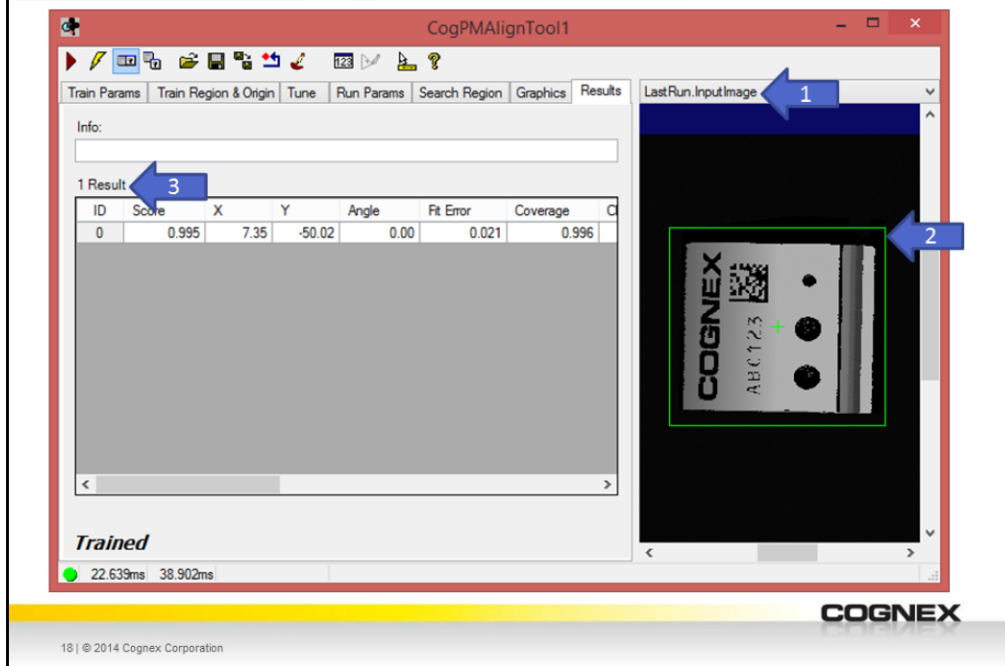 CogPMAlignTool1
Train Params Train Region & Origin Tune Run Params Search Region Graphics Results
LastRun.InputImage
1
Info:
1 Result
3
ID Score X Y Angle Fit Error Coverage
0 0.995 7.35 -50.02 0.00 0.021 0.996
2
COGNEX
ABC123
Trained
22.639ms 38.902ms
COGNEX
18 | © 2014 Cognex Corporation